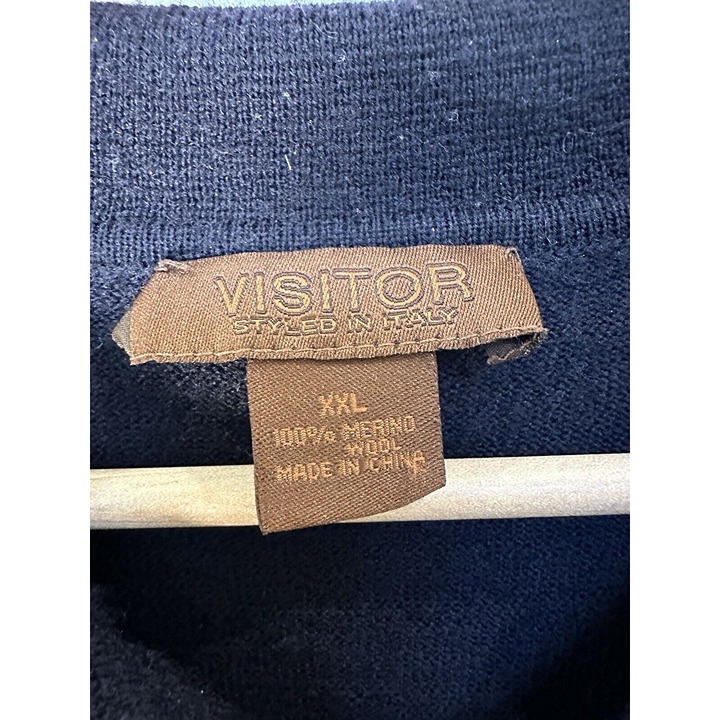 VISITOR
STYLED IN ITALY
XXL
100% MERINO
WOOL
MADE IN CHINA